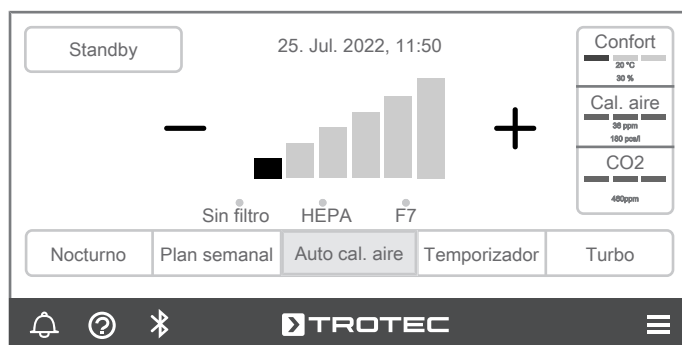 Standby
25. Jul. 2022, 11:50
Confort
20 °C
30 %
Cal. aire
38 ppm
180 pcs/l
CO2
460ppm
Sin filtro HEPA F7
Nocturno Plan semanal Auto cal. aire Temporizador Turbo
TROTEC